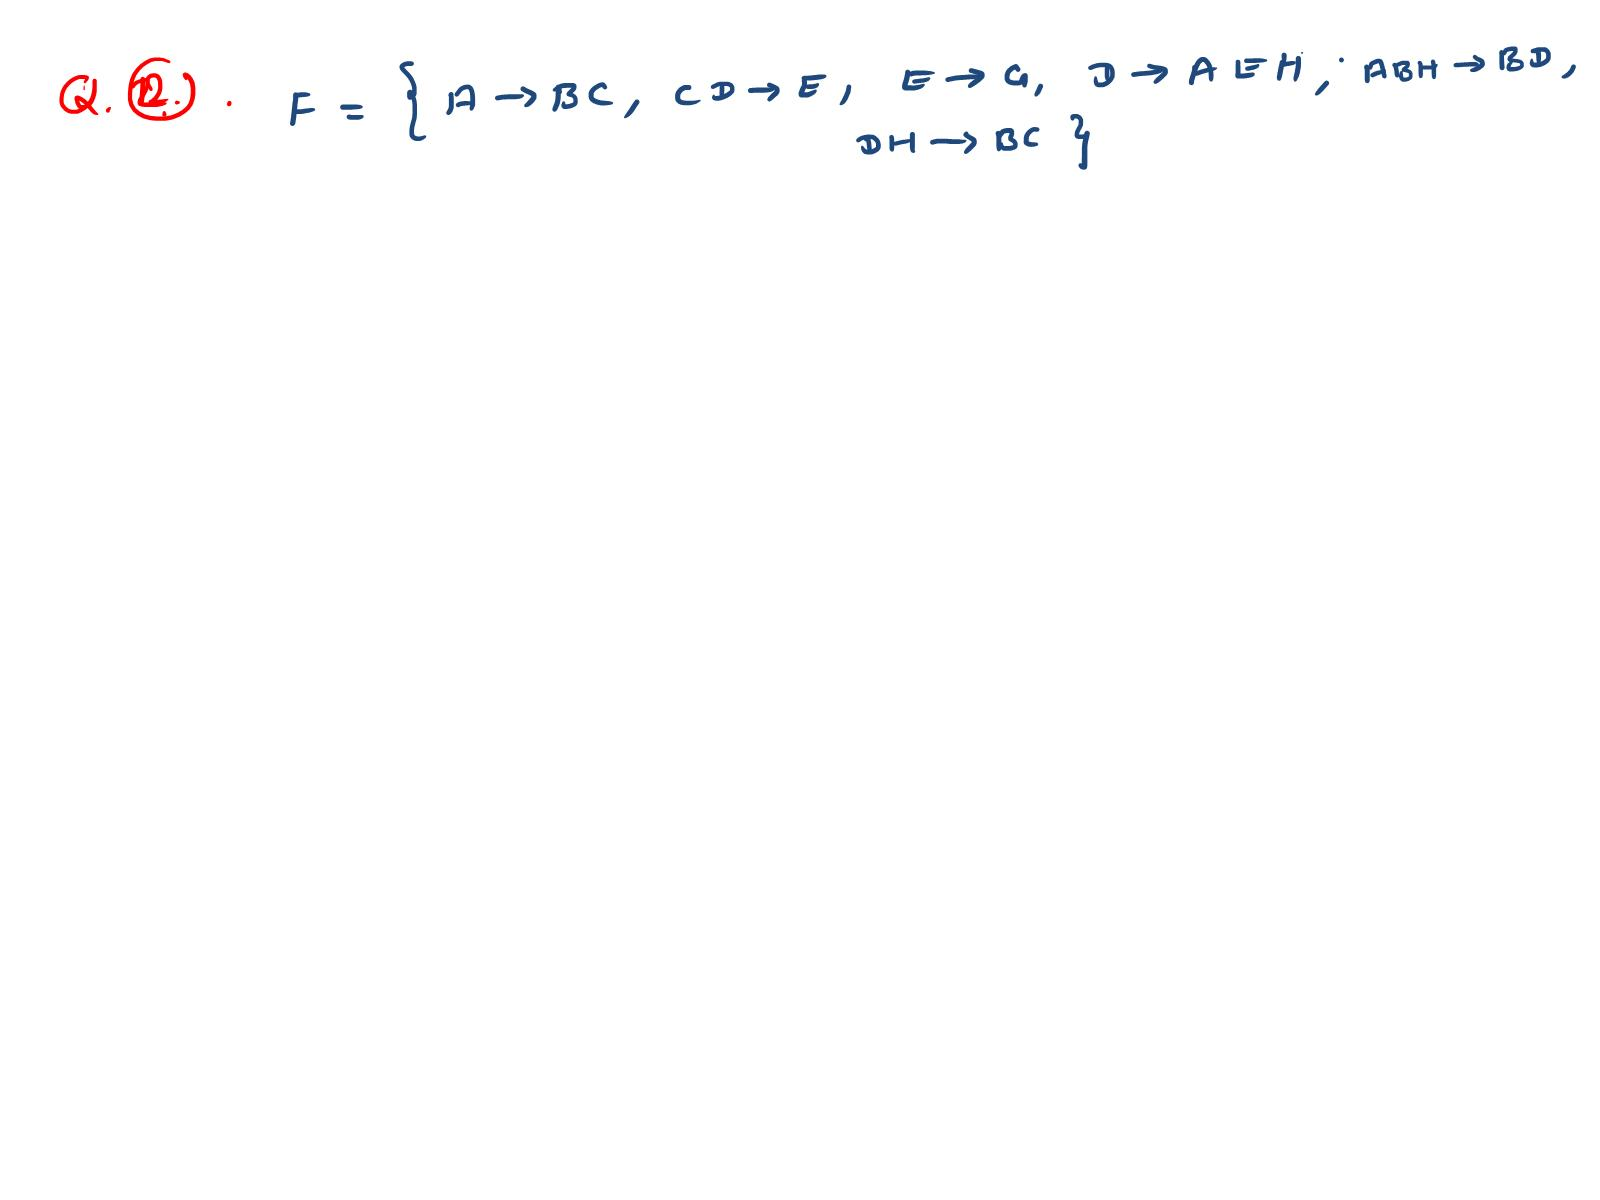 Q. 12. . F = { A → BC, CD → E, E → G, D → AEH, ABH → BD,
DH → BC }